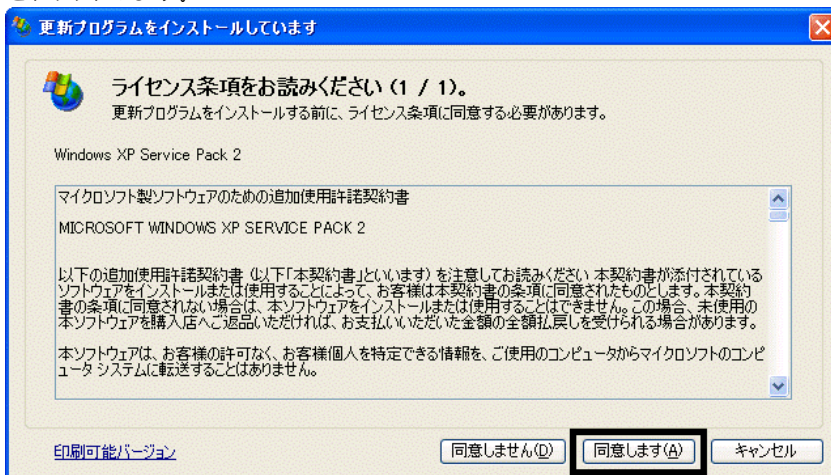 更新プログラムをインストールしています
ライセンス条項をお読みください (1 / 1)。
更新プログラムをインストールする前に、ライセンス条項に同意する必要があります。
Windows XP Service Pack 2
マイクロソフト製ソフトウェアのための追加使用許諾契約書
MICROSOFT WINDOWS XP SERVICE PACK 2
以下の追加使用許諾契約書 (以下「本契約書」といいます) を注意してお読みください 本契約書が添付されている
ソフトウェアをインストールまたは使用することによって、お客様は本契約書の条項に同意されたものとします。本契約
書の条項に同意されない場合は、本ソフトウェアをインストールまたは使用することはできません。この場合、未使用の
本ソフトウェアを購入店へご返品いただければ、お支払いいただいた金額の全額払戻しを受けられる場合があります。
本ソフトウェアは、お客様の許可なく、お客様個人を特定できる情報を、ご使用のコンピュータからマイクロソフトのコンピ
ュータ システムに転送することはありません。
印刷可能バージョン 同意しません(D) 同意します(A) キャンセル